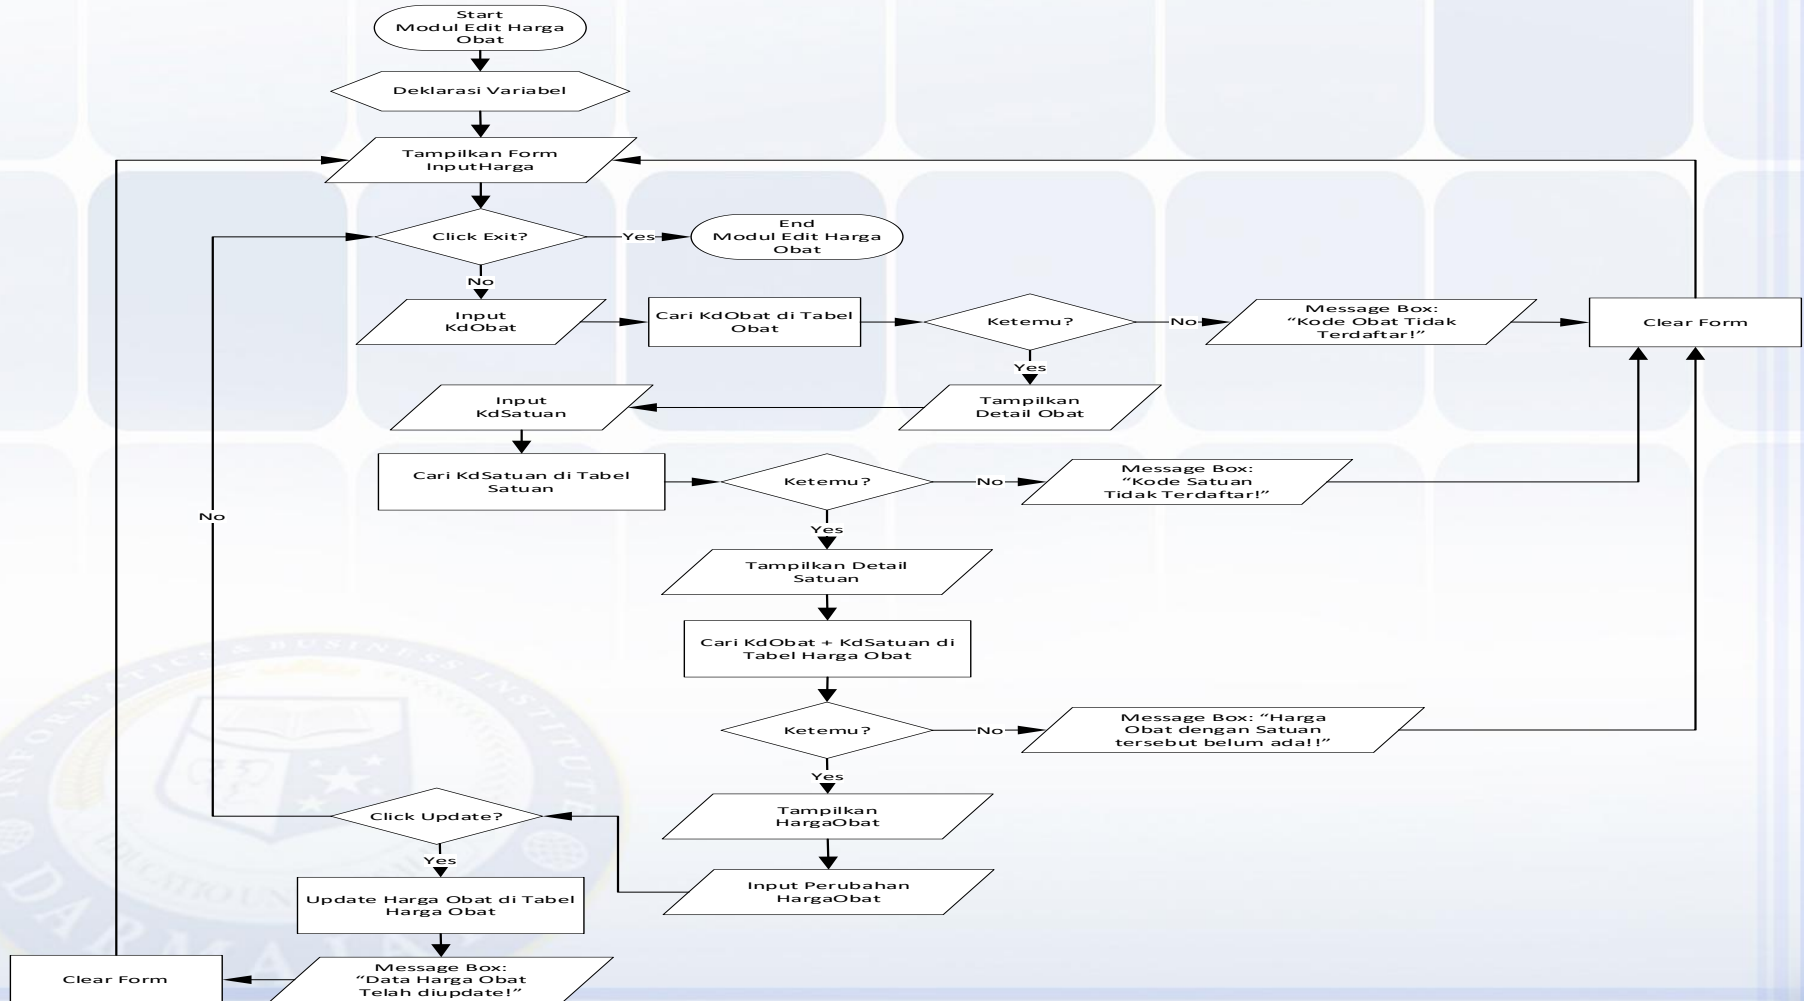 Start
Modul Edit Harga
Obat
Deklarasi Variabel
Tampilkan Form
InputHarga
Click Exit?
Yes
End
Modul Edit Harga
Obat
No
Input
KdObat
Cari KdObat di Tabel
Obat
Ketemu?
No
Message Box:
“Kode Obat Tidak
Terdaftar!”
Clear Form
Yes
Tampilkan
Detail Obat
Input
KdSatuan
Cari KdSatuan di Tabel
Satuan
Ketemu?
No
Message Box:
“Kode Satuan
Tidak Terdaftar!”
No
Yes
Tampilkan Detail
Satuan
Cari KdObat + KdSatuan di
Tabel Harga Obat
Ketemu?
No
Message Box: “Harga
Obat dengan Satuan
tersebut belum ada!!”
Yes
Tampilkan
HargaObat
Input Perubahan
HargaObat
Click Update?
Yes
Update Harga Obat di Tabel
Harga Obat
Message Box:
“Data Harga Obat
Telah diupdate!”
Clear Form
INFORMATICS & BUSINESS INSTITUTE
DARMAJAYA